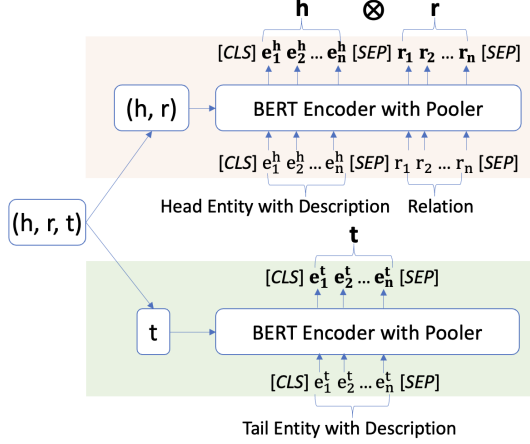 h ⊗ r
[CLS] e₁ʰ e₂ʰ ... eₙʰ [SEP] r₁ r₂ ... rₙ [SEP]
(h, r)
BERT Encoder with Pooler
[CLS] e₁ʰ e₂ʰ ... eₙʰ [SEP] r₁ r₂ ... rₙ [SEP]
Head Entity with Description Relation
(h, r, t)
t
[CLS] e₁ᵗ e₂ᵗ ... eₙᵗ [SEP]
t
BERT Encoder with Pooler
[CLS] e₁ᵗ e₂ᵗ ... eₙᵗ [SEP]
Tail Entity with Description